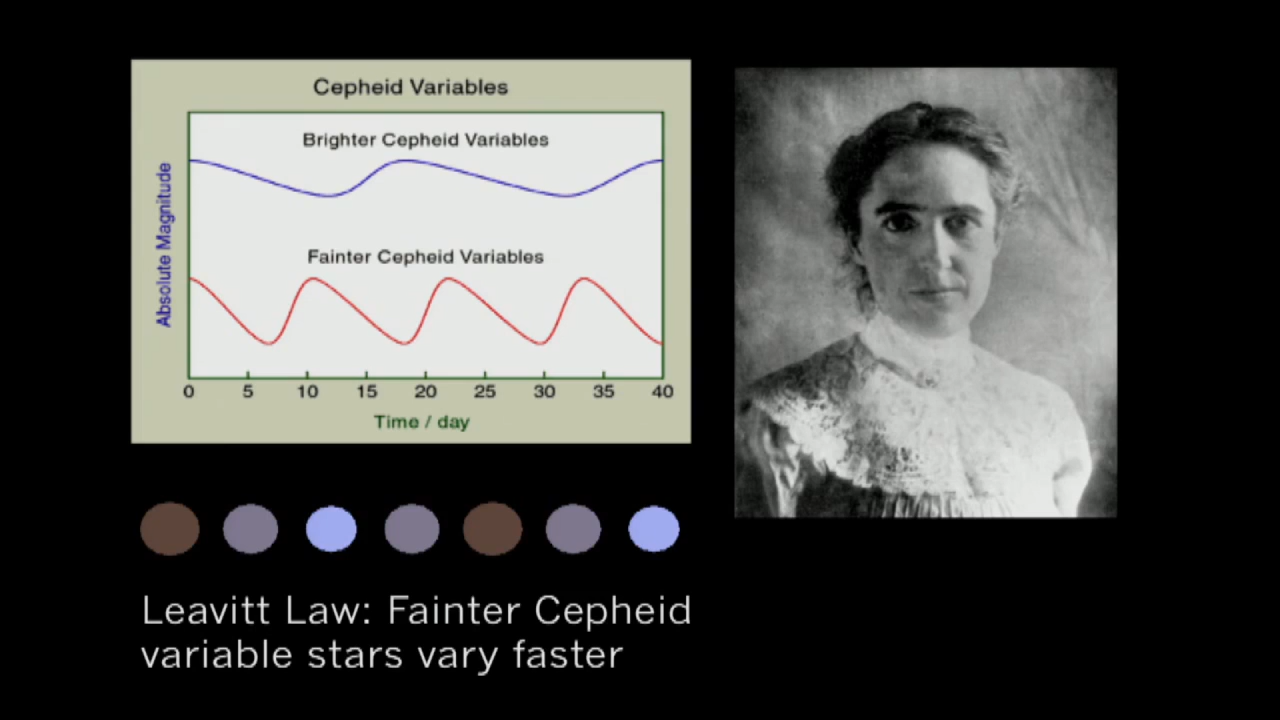 Cepheid Variables
Brighter Cepheid Variables
Absolute Magnitude
Fainter Cepheid Variables
0 5 10 15 20 25 30 35 40
Time / day
Leavitt Law: Fainter Cepheid
variable stars vary faster